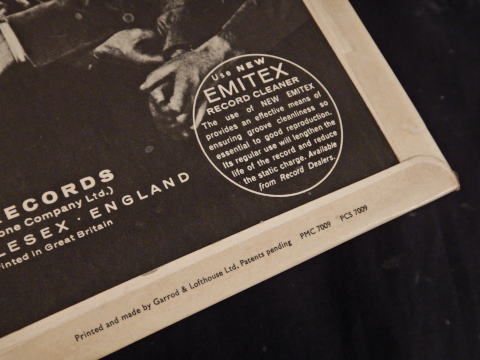 Use NEW
EMITEX
RECORD CLEANER
The use of NEW EMITEX
provides an effective means of
ensuring groove cleanliness so
essential to good reproduction.
Its regular use will lengthen the
life of the record and reduce
the static charge. Available
from Record Dealers.
RECORDS
one Company Ltd.)
LESEX · ENGLAND
rinted in Great Britain
Printed and made by Garrod & Lofthouse Ltd. Patents pending PMC 7009 PCS 7009